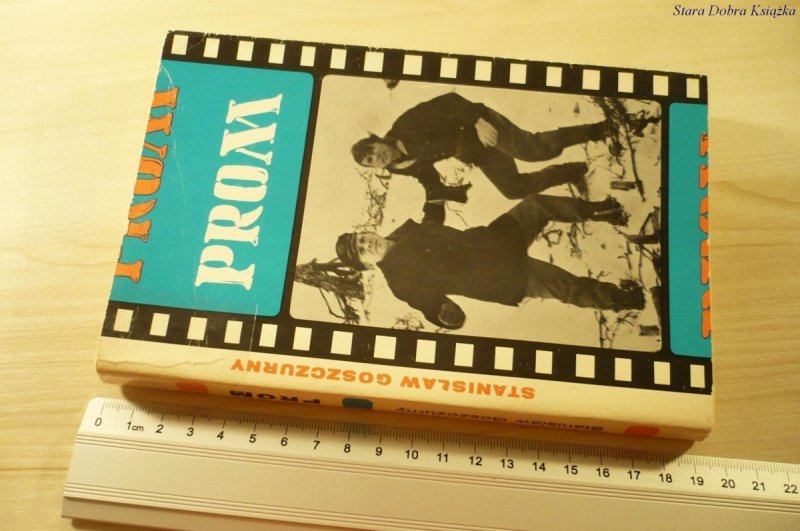 Stara Dobra Książka
PROM
PROM
PROM
STANISŁAW GOSZCZURNY
PROM
Stanisław Goszczurny
0 1cm 2 3 4 5 6 7 8 9 10 11 12 13 14 15 16 17 18 19 20 21 22